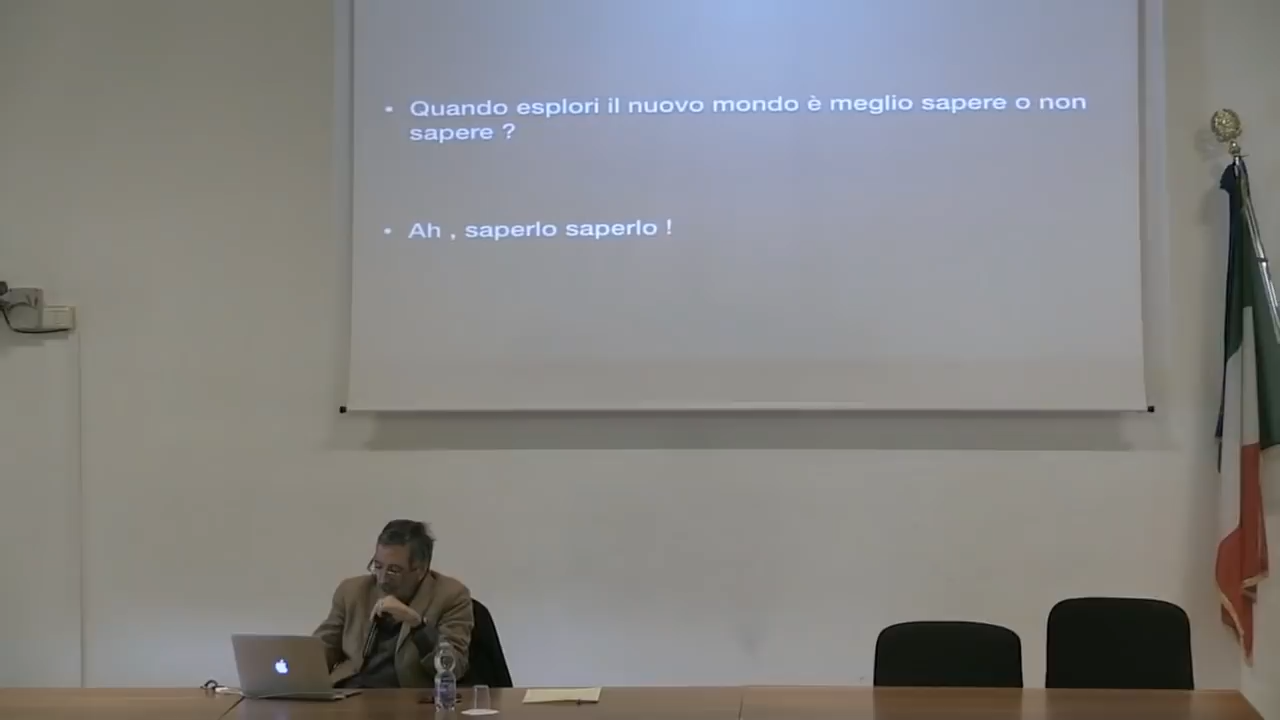 • Quando esplori il nuovo mondo è meglio sapere o non
sapere ?
• Ah , saperlo saperlo !